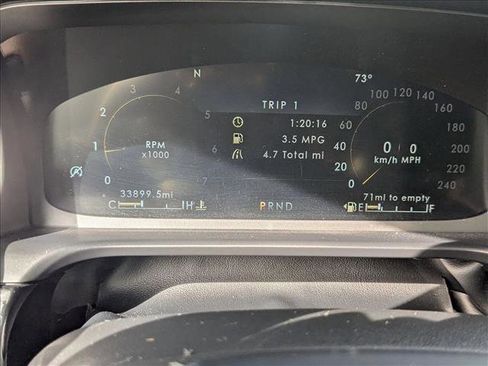 N
73°
TRIP 1
1:20:16
3.5 MPG
4.7 Total mi
0 1 2 3 4 5 6 7
RPM
x1000
0 20 40 60 80 100 120 140 160 180 200 220 240
0 0
km/h MPH
33899.5mi
71mi to empty
C H
PRND
E F